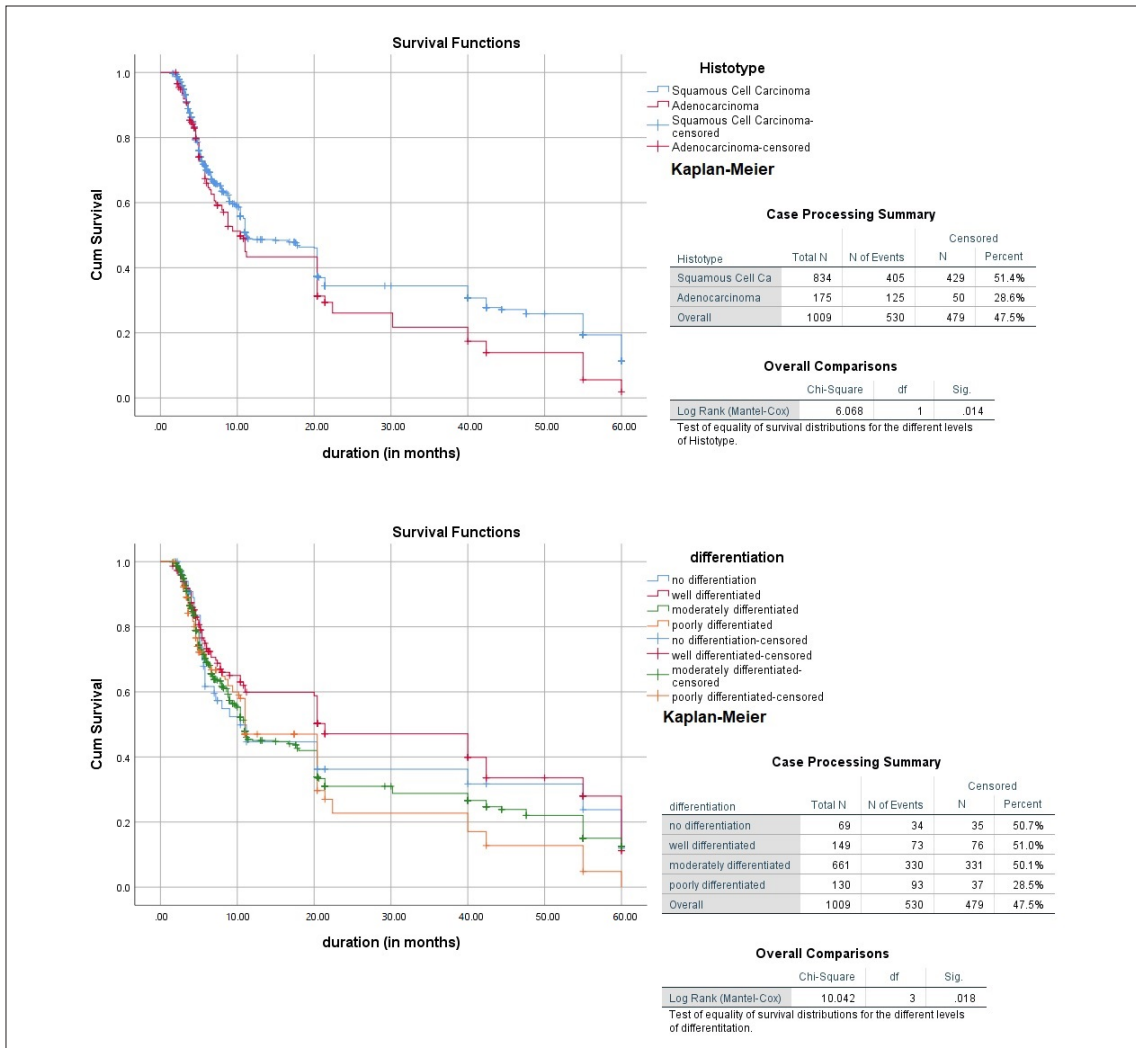 Survival Functions
Cum Survival
1.0
0.8
0.6
0.4
0.2
0.0
.00 10.00 20.00 30.00 40.00 50.00 60.00
duration (in months)
Histotype
Squamous Cell Carcinoma
Adenocarcinoma
Squamous Cell Carcinoma-
censored
Adenocarcinoma-censored
Kaplan-Meier
Case Processing Summary
Censored
Histotype Total N N of Events N Percent
Squamous Cell Ca 834 405 429 51.4%
Adenocarcinoma 175 125 50 28.6%
Overall 1009 530 479 47.5%
Overall Comparisons
Chi-Square df Sig.
Log Rank (Mantel-Cox) 6.068 1 .014
Test of equality of survival distributions for the different levels
of Histotype.
Survival Functions
Cum Survival
1.0
0.8
0.6
0.4
0.2
0.0
.00 10.00 20.00 30.00 40.00 50.00 60.00
duration (in months)
differentiation
no differentiation
well differentiated
moderately differentiated
poorly differentiated
no differentiation-censored
well differentiated-censored
moderately differentiated-
censored
poorly differentiated-censored
Kaplan-Meier
Case Processing Summary
Censored
differentiation Total N N of Events N Percent
no differentiation 69 34 35 50.7%
well differentiated 149 73 76 51.0%
moderately differentiated 661 330 331 50.1%
poorly differentiated 130 93 37 28.5%
Overall 1009 530 479 47.5%
Overall Comparisons
Chi-Square df Sig.
Log Rank (Mantel-Cox) 10.042 3 .018
Test of equality of survival distributions for the different levels
of differentitation.